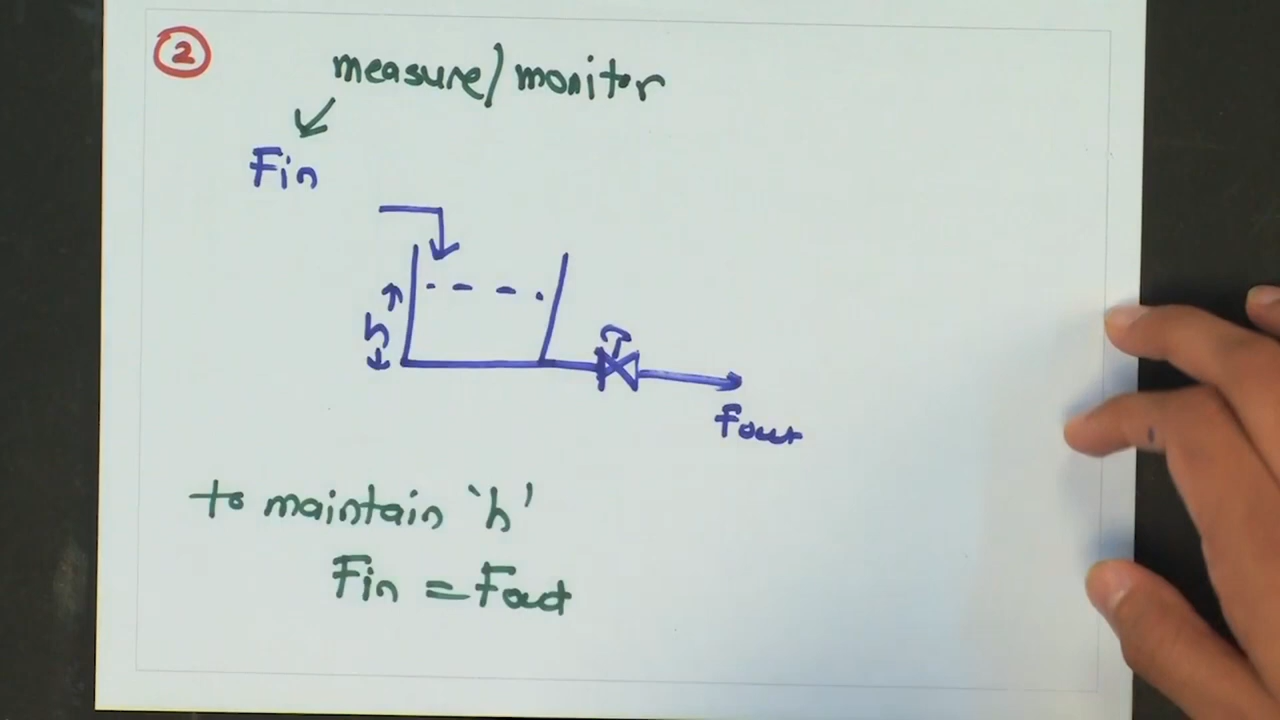 2
measure/monitor
Fin
h
Fout
to maintain 'h'
Fin = Fout